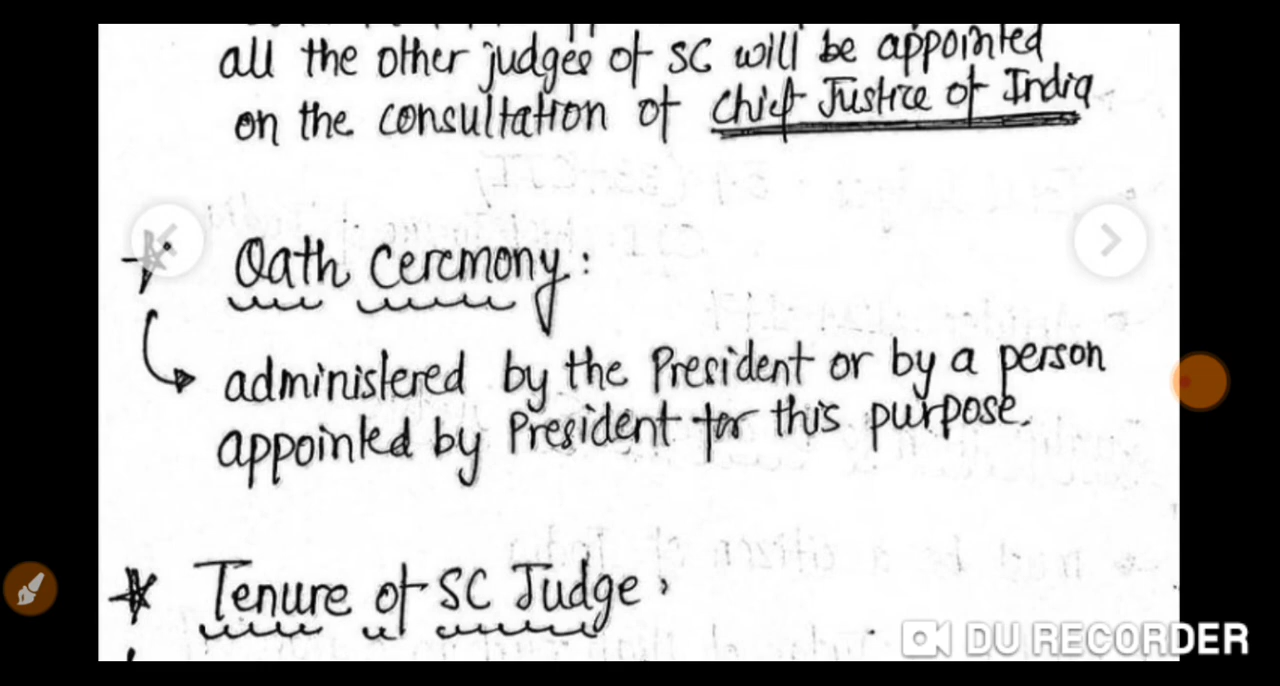 all the other judges of SC will be appointed
on the consultation of Chief Justice of India
Oath Ceremony:
administered by the President or by a person
appointed by President for this purpose.
Tenure of SC Judge:
DU RECORDER